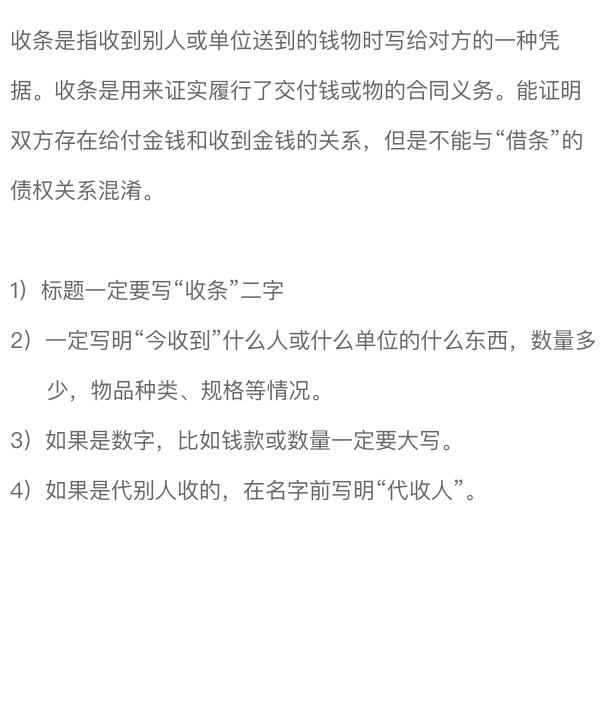 收条是指收到别人或单位送到的钱物时写给对方的一种凭
据。收条是用来证实履行了交付钱或物的合同义务。能证明
双方存在给付金钱和收到金钱的关系，但是不能与“借条”的
债权关系混淆。
1）标题一定要写“收条”二字
2）一定写明“今收到”什么人或什么单位的什么东西，数量多
少，物品种类、规格等情况。
3）如果是数字，比如钱款或数量一定要大写。
4）如果是代别人收的，在名字前写明“代收人”。